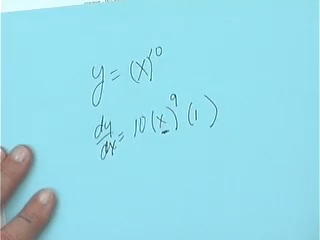 y = (x)^10
dy/dx = 10(x)^9 (1)